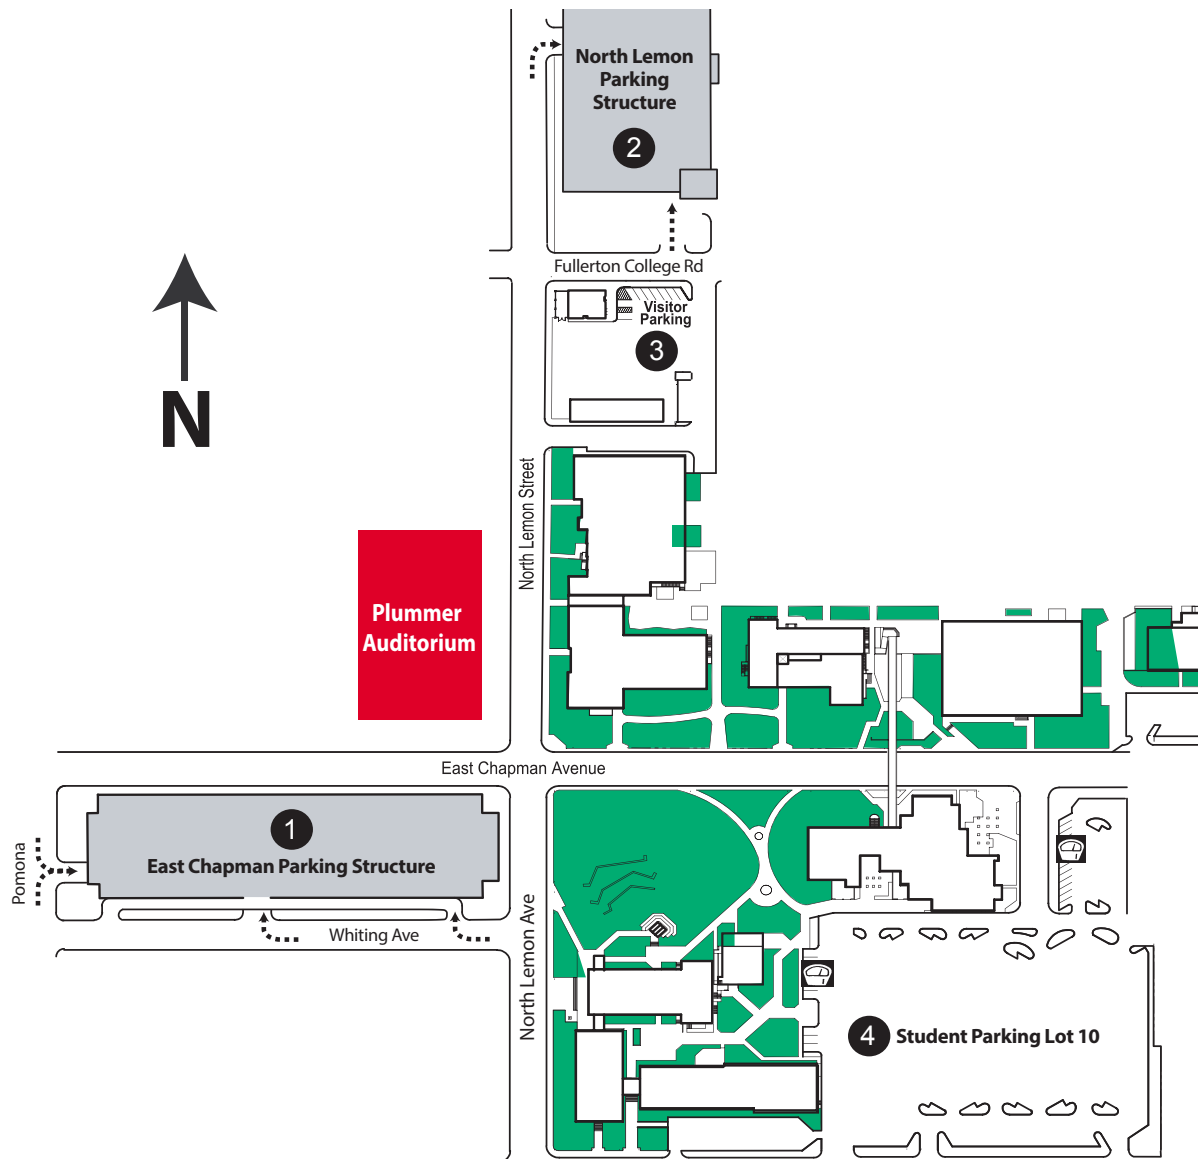 North Lemon
Parking
Structure
2
Fullerton College Rd
Visitor
Parking
3
N
North Lemon Street
Plummer
Auditorium
East Chapman Avenue
1
East Chapman Parking Structure
Pomona
Whiting Ave
North Lemon Ave
4 Student Parking Lot 10